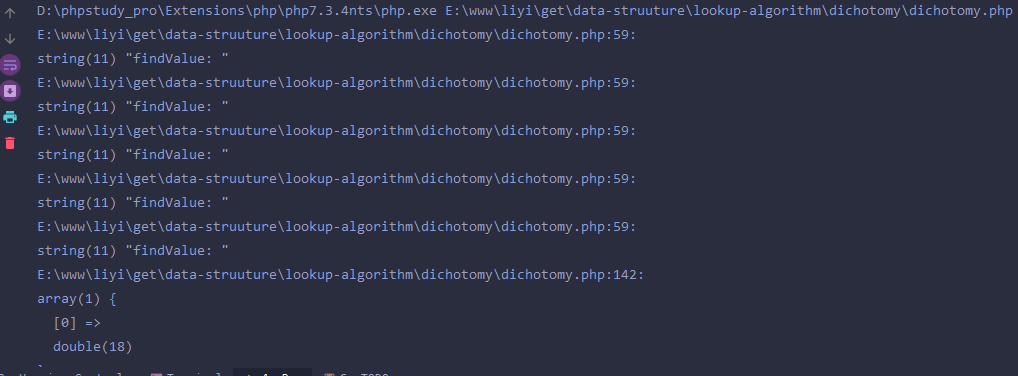 D:\phpstudy_pro\Extensions\php\php7.3.4nts\php.exe E:\www\liyi\get\data-struuture\lookup-algorithm\dichotomy\dichotomy.php
E:\www\liyi\get\data-struuture\lookup-algorithm\dichotomy\dichotomy.php:59:
string(11) "findValue: "
E:\www\liyi\get\data-struuture\lookup-algorithm\dichotomy\dichotomy.php:59:
string(11) "findValue: "
E:\www\liyi\get\data-struuture\lookup-algorithm\dichotomy\dichotomy.php:59:
string(11) "findValue: "
E:\www\liyi\get\data-struuture\lookup-algorithm\dichotomy\dichotomy.php:59:
string(11) "findValue: "
E:\www\liyi\get\data-struuture\lookup-algorithm\dichotomy\dichotomy.php:59:
string(11) "findValue: "
E:\www\liyi\get\data-struuture\lookup-algorithm\dichotomy\dichotomy.php:142:
array(1) {
[0] =>
double(18)